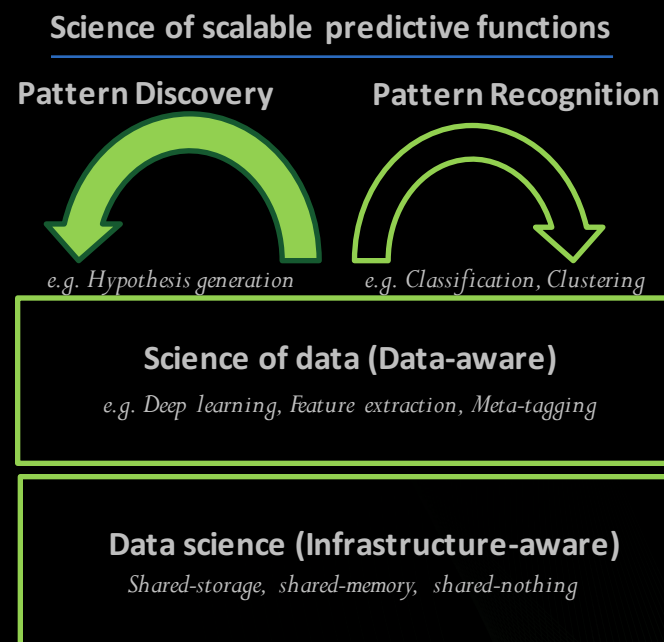 Science of scalable predictive functions
Pattern Discovery
Pattern Recognition
e.g. Hypothesis generation
e.g. Classification, Clustering
Science of data (Data-aware)
e.g. Deep learning, Feature extraction, Meta-tagging
Data science (Infrastructure-aware)
Shared-storage, shared-memory, shared-nothing